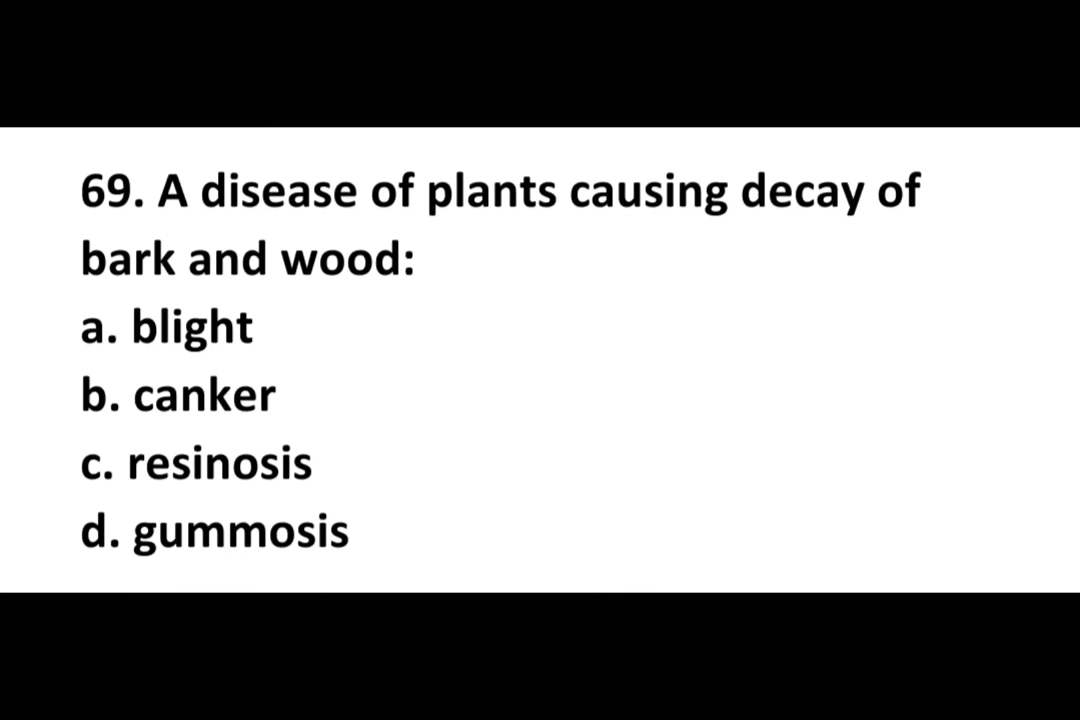 69. A disease of plants causing decay of
bark and wood:
a. blight
b. canker
c. resinosis
d. gummosis